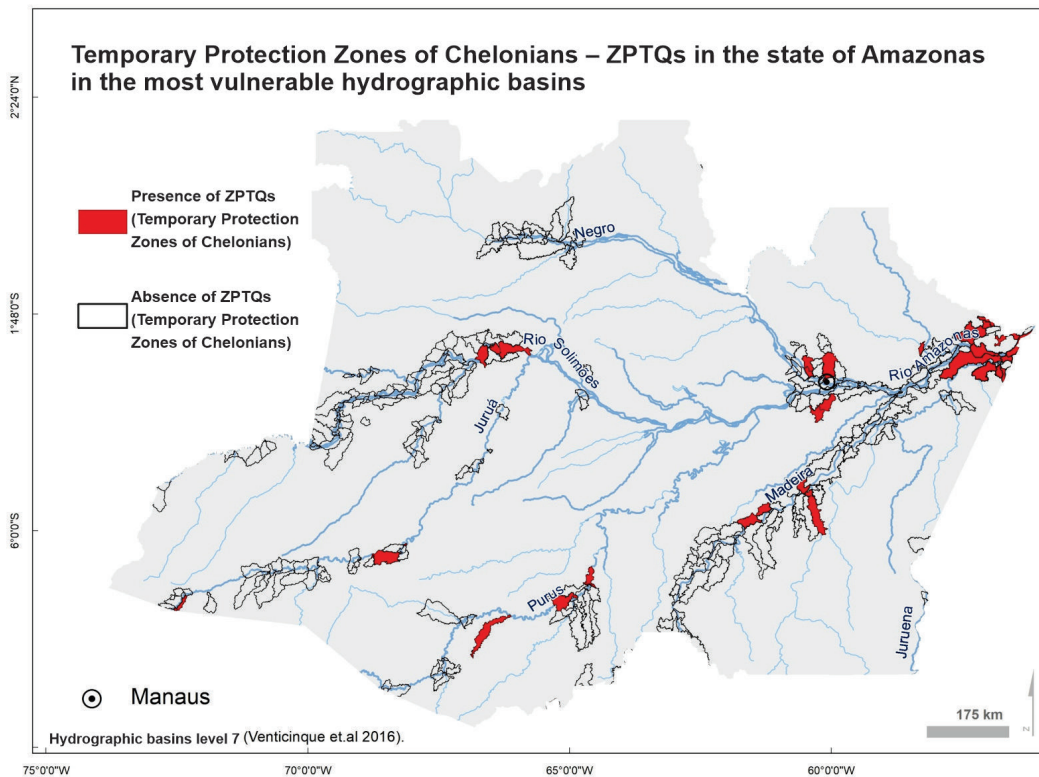 Temporary Protection Zones of Chelonians – ZPTQs in the state of Amazonas
in the most vulnerable hydrographic basins
2°24'0"N
Presence of ZPTQs
(Temporary Protection
Zones of Chelonians)
Negro
Absence of ZPTQs
(Temporary Protection
Zones of Chelonians)
1°48'0"S
Rio Solimões
Rio Amazonas
Juruá
Madeira
6°0'0"S
Purus
Juruena
Manaus
175 km
N
Hydrographic basins level 7 (Venticinque et.al 2016).
75°0'0"W
70°0'0"W
65°0'0"W
60°0'0"W